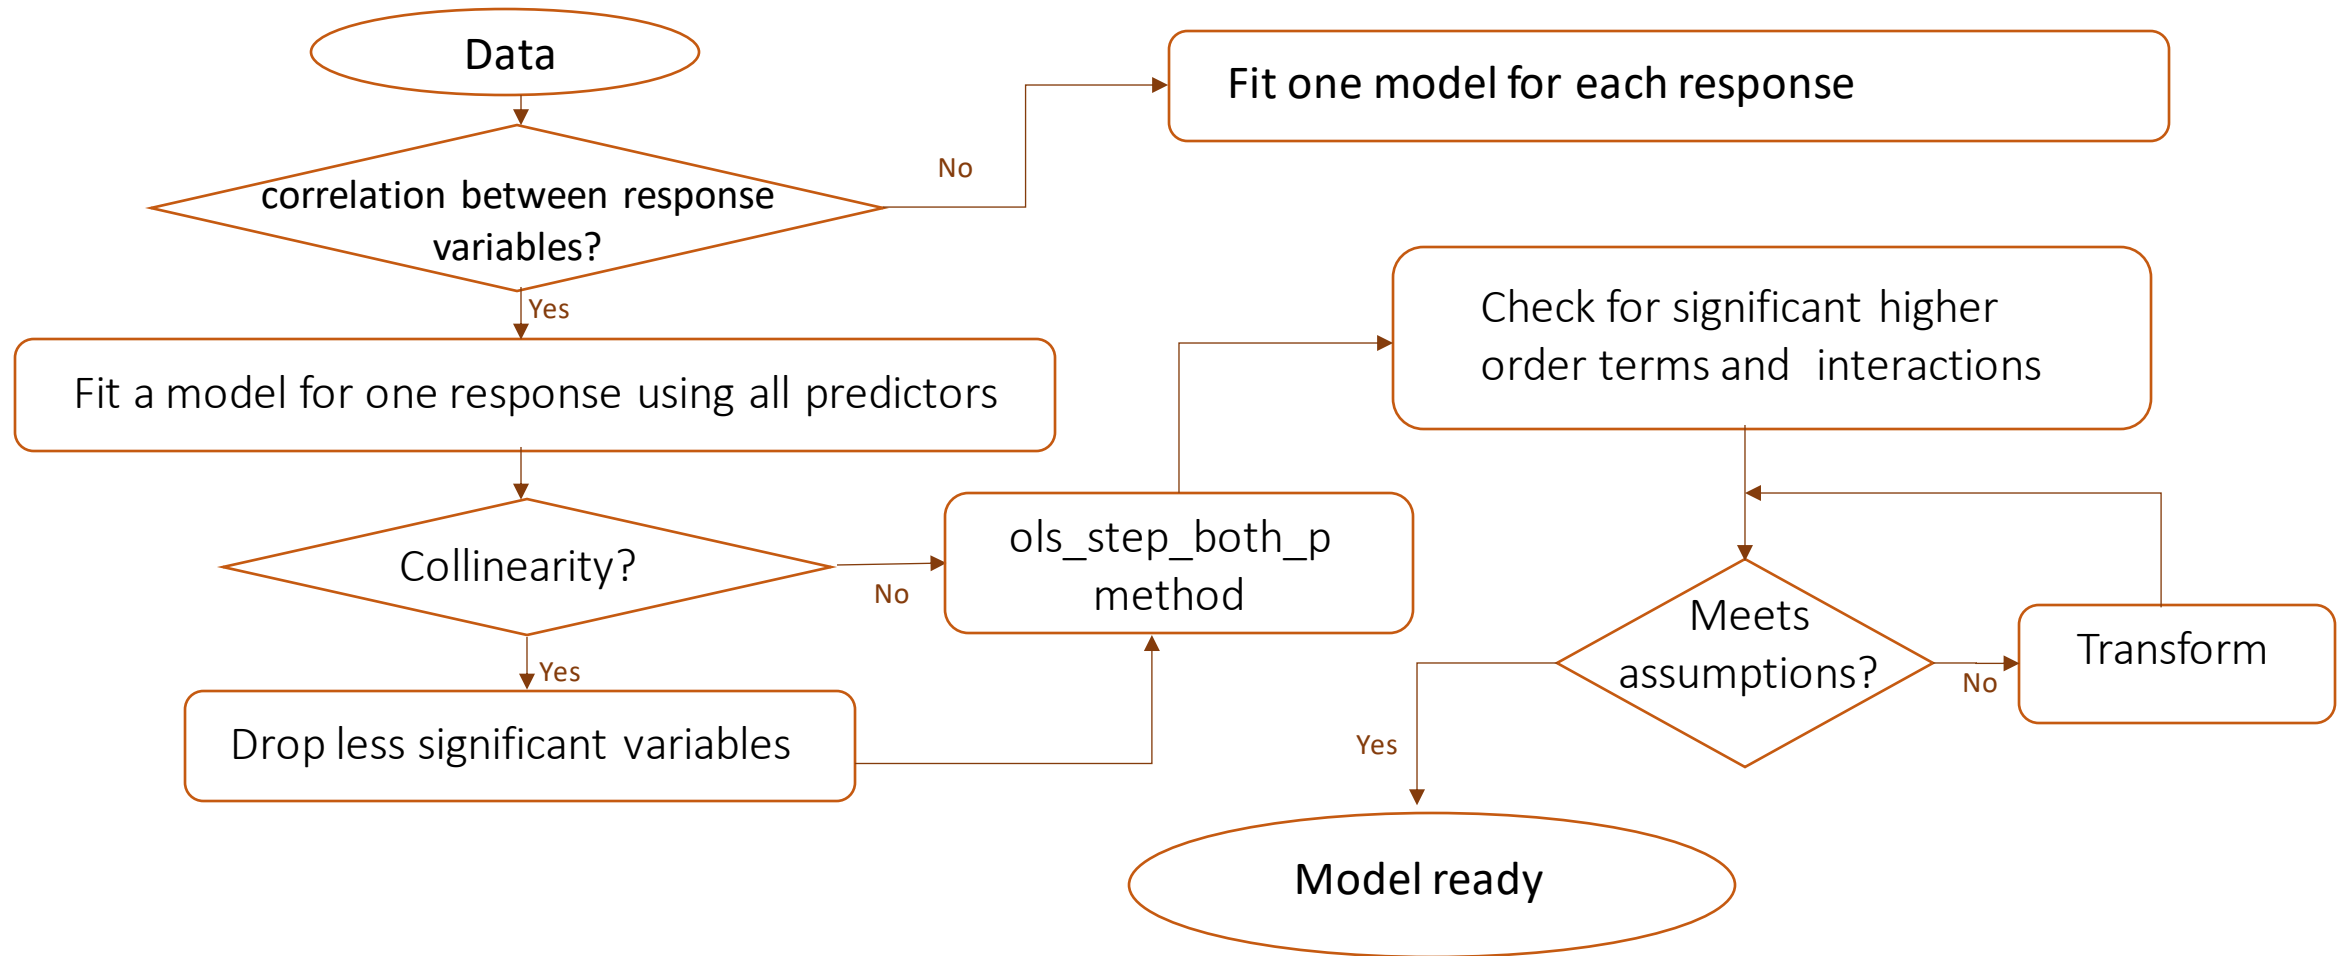 Data
Fit one model for each response
No
correlation between response
variables?
Yes
Fit a model for one response using all predictors
Check for significant higher
order terms and interactions
Collinearity?
No
ols_step_both_p
method
Yes
Drop less significant variables
Meets
assumptions?
No
Transform
Yes
Model ready